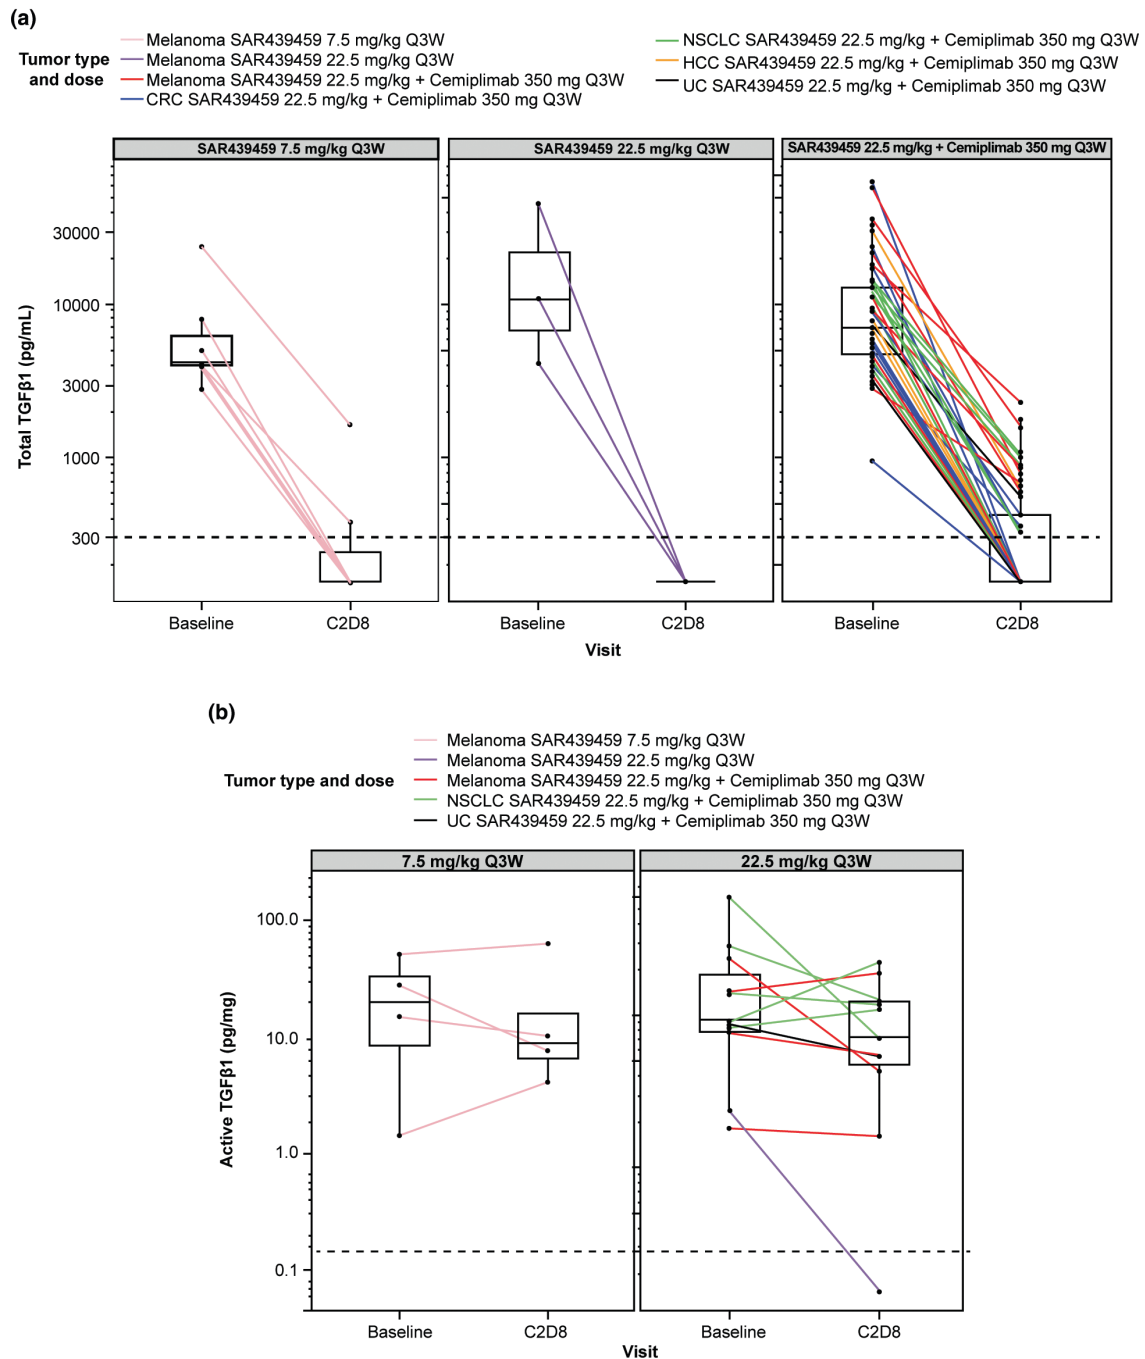 (a)
Tumor type
and dose
Melanoma SAR439459 7.5 mg/kg Q3W
Melanoma SAR439459 22.5 mg/kg Q3W
Melanoma SAR439459 22.5 mg/kg + Cemiplimab 350 mg Q3W
CRC SAR439459 22.5 mg/kg + Cemiplimab 350 mg Q3W
NSCLC SAR439459 22.5 mg/kg + Cemiplimab 350 mg Q3W
HCC SAR439459 22.5 mg/kg + Cemiplimab 350 mg Q3W
UC SAR439459 22.5 mg/kg + Cemiplimab 350 mg Q3W
SAR439459 7.5 mg/kg Q3W
SAR439459 22.5 mg/kg Q3W
SAR439459 22.5 mg/kg + Cemiplimab 350 mg Q3W
Total TGFβ1 (pg/mL)
30000
10000
3000
1000
300
Baseline
C2D8
Baseline
C2D8
Baseline
C2D8
Visit
(b)
Tumor type and dose
Melanoma SAR439459 7.5 mg/kg Q3W
Melanoma SAR439459 22.5 mg/kg Q3W
Melanoma SAR439459 22.5 mg/kg + Cemiplimab 350 mg Q3W
NSCLC SAR439459 22.5 mg/kg + Cemiplimab 350 mg Q3W
UC SAR439459 22.5 mg/kg + Cemiplimab 350 mg Q3W
7.5 mg/kg Q3W
22.5 mg/kg Q3W
Active TGFβ1 (pg/mg)
100.0
10.0
1.0
0.1
Baseline
C2D8
Baseline
C2D8
Visit